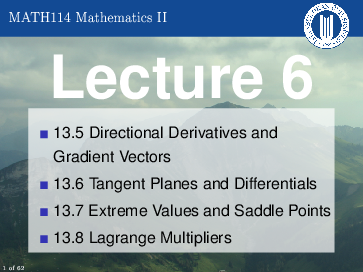 MATH114 Mathematics II
Lecture 6
13.5 Directional Derivatives and
Gradient Vectors
13.6 Tangent Planes and Differentials
13.7 Extreme Values and Saddle Points
13.8 Lagrange Multipliers
1 of 62